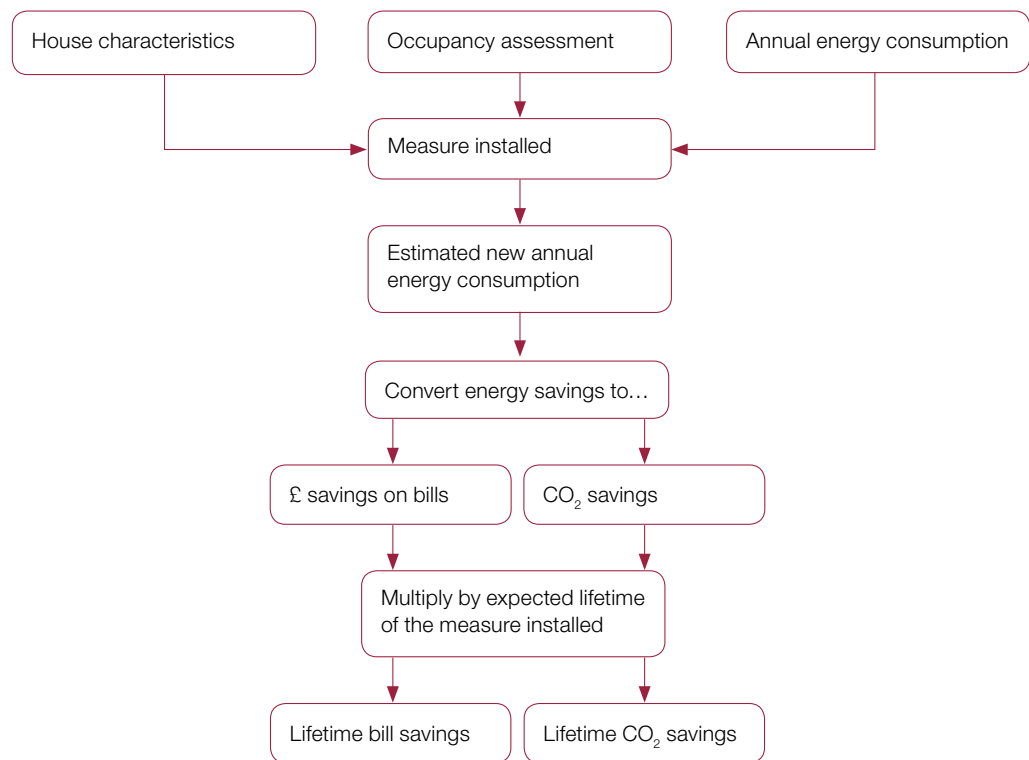 House characteristics
Occupancy assessment
Annual energy consumption
Measure installed
Estimated new annual
energy consumption
Convert energy savings to…
£ savings on bills
CO₂ savings
Multiply by expected lifetime
of the measure installed
Lifetime bill savings
Lifetime CO₂ savings